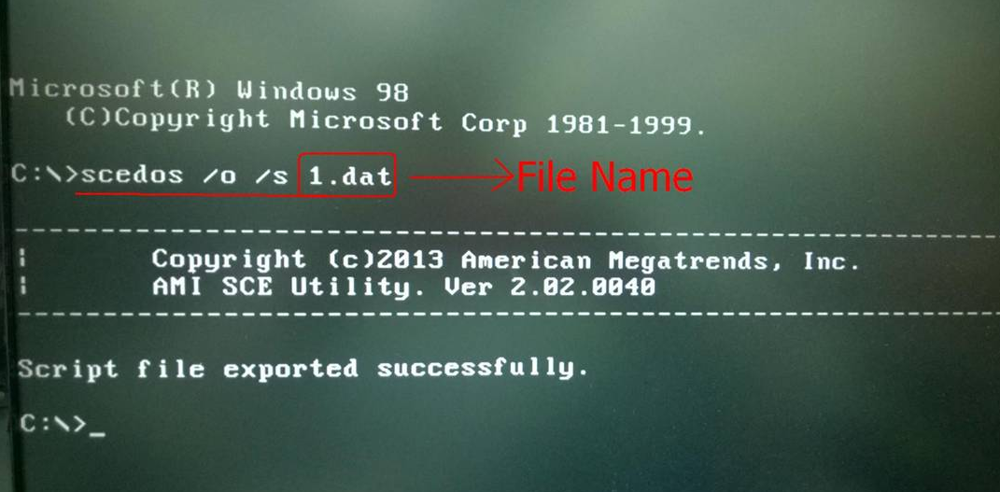 Microsoft(R) Windows 98
(C)Copyright Microsoft Corp 1981-1999.
C:\>scedos /o /s 1.dat File Name
Copyright (c)2013 American Megatrends, Inc.
AMI SCE Utility. Ver 2.02.0040
Script file exported successfully.
C:\>_